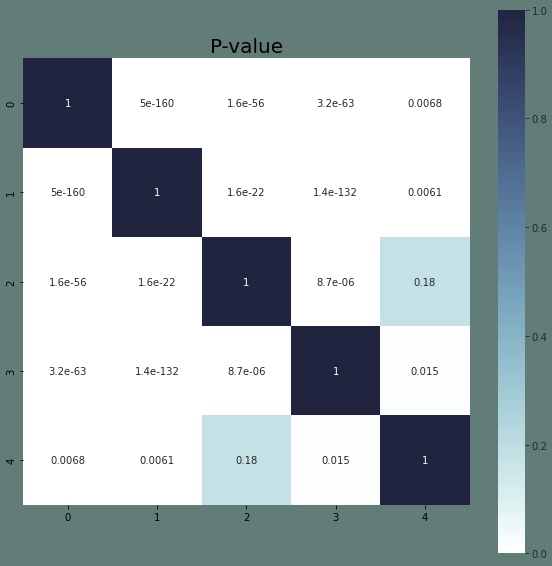 P-value
0 1 5e-160 1.6e-56 3.2e-63 0.0068
1 5e-160 1 1.6e-22 1.4e-132 0.0061
2 1.6e-56 1.6e-22 1 8.7e-06 0.18
3 3.2e-63 1.4e-132 8.7e-06 1 0.015
4 0.0068 0.0061 0.18 0.015 1
0 1 2 3 4
1.0
0.8
0.6
0.4
0.2
0.0